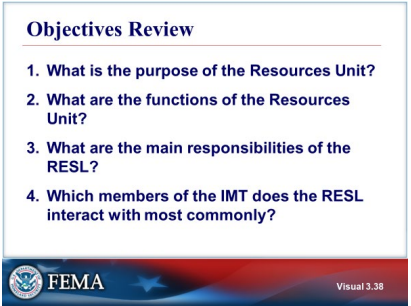 Objectives Review
1. What is the purpose of the Resources Unit?
2. What are the functions of the Resources
Unit?
3. What are the main responsibilities of the
RESL?
4. Which members of the IMT does the RESL
interact with most commonly?
FEMA
Visual 3.38